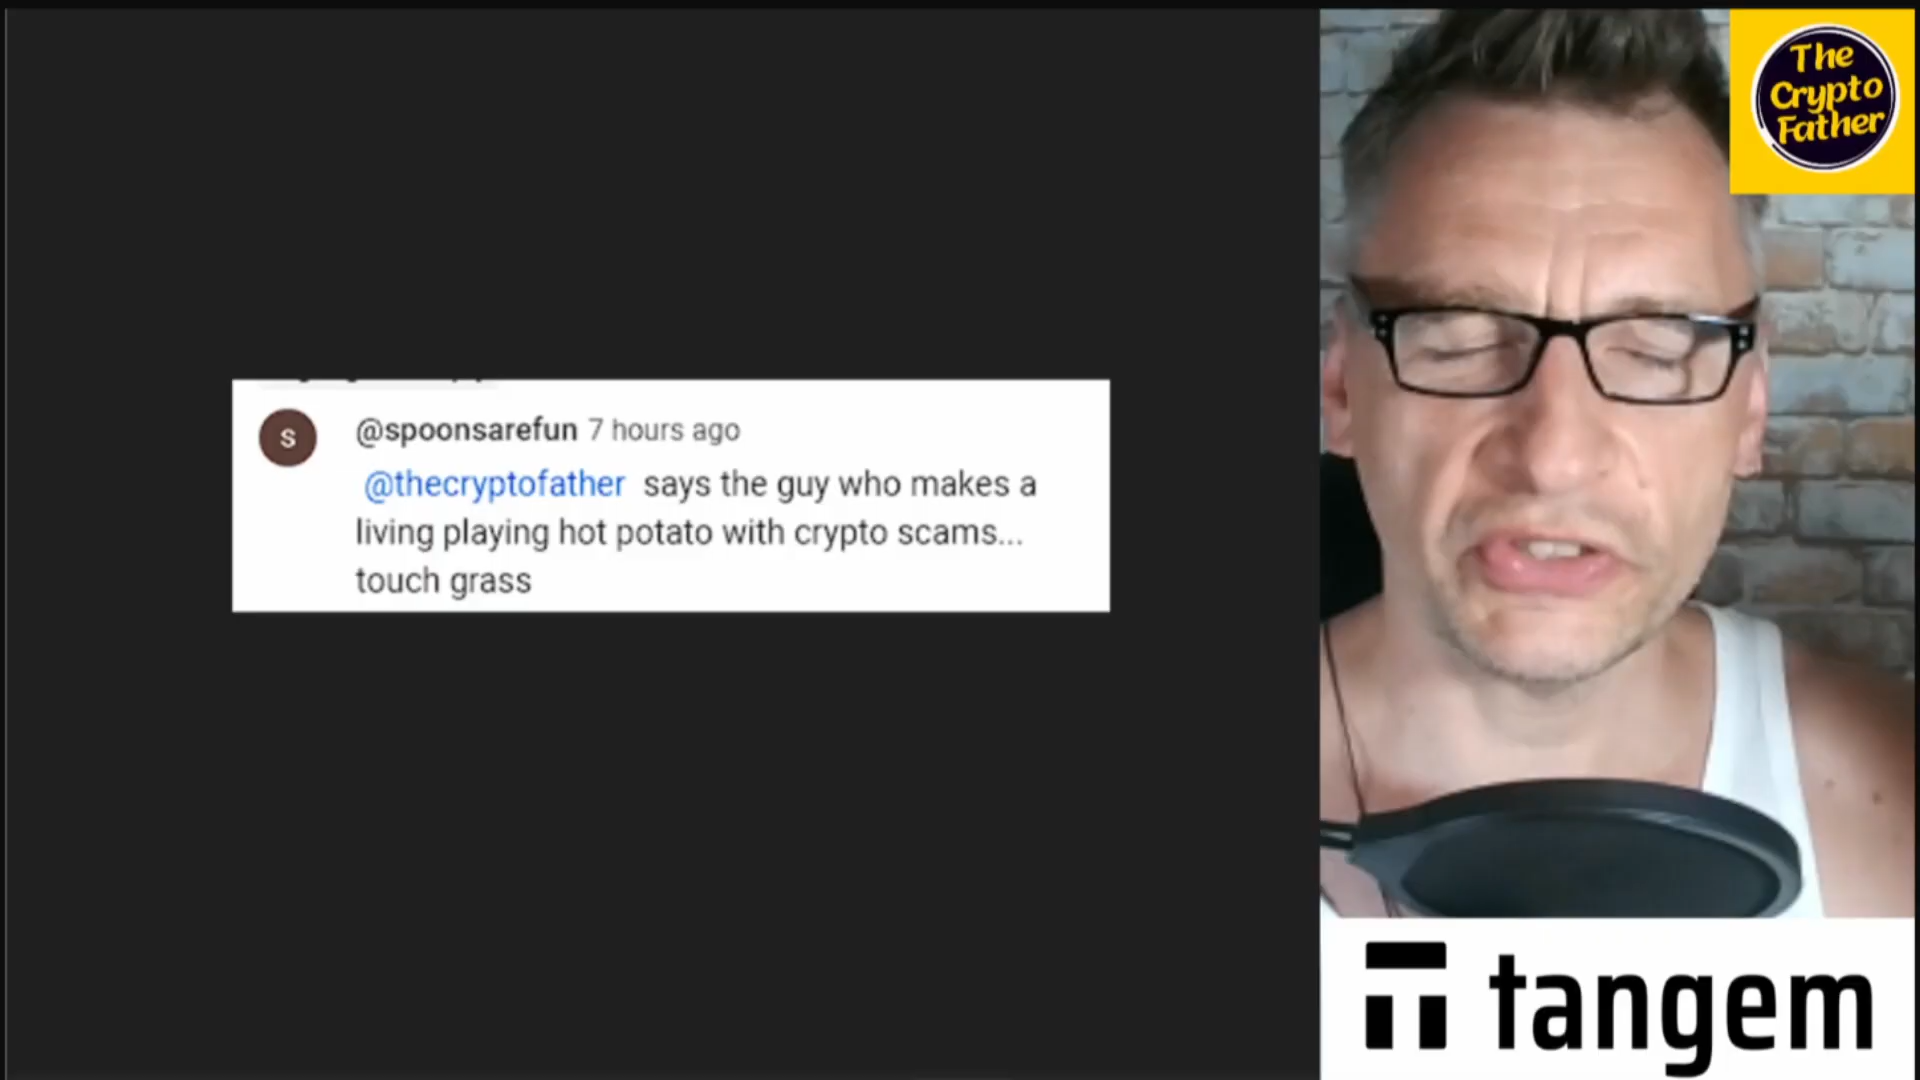 @spoonsarefun 7 hours ago
S
@thecryptofather says the guy who makes a
living playing hot potato with crypto scams...
touch grass
The
Crypto
Father
tangem